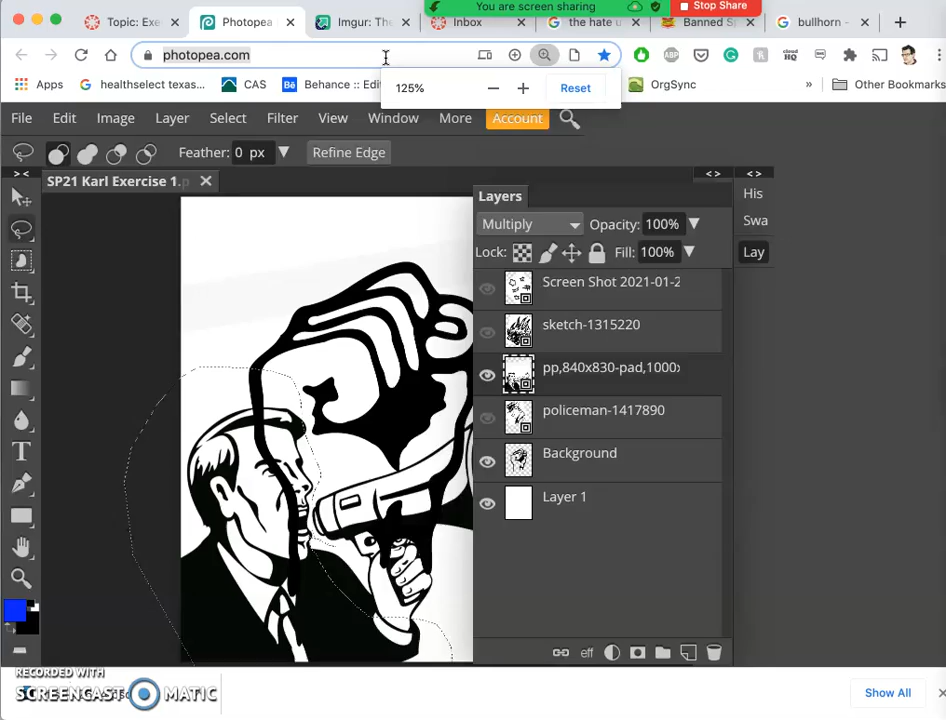 You are screen sharing
Stop Share
Topic: Exe
Photopea
Imgur: The
Inbox
the hate u
Banned Sp
bullhorn -
photopea.com
125%
Reset
Apps
healthselect texas...
CAS
Behance :: Edit
OrgSync
»
Other Bookmarks
File Edit Image Layer Select Filter View Window More Account
Feather: 0 px
Refine Edge
SP21 Karl Exercise 1.p
> <
< >
< >
Layers
His
Swa
Lay
Multiply
Opacity: 100%
Lock:
Fill: 100%
Screen Shot 2021-01-2
sketch-1315220
pp,840x830-pad,1000x
policeman-1417890
Background
Layer 1
eff
RECORDED WITH
SCREENCAST MATIC
Show All